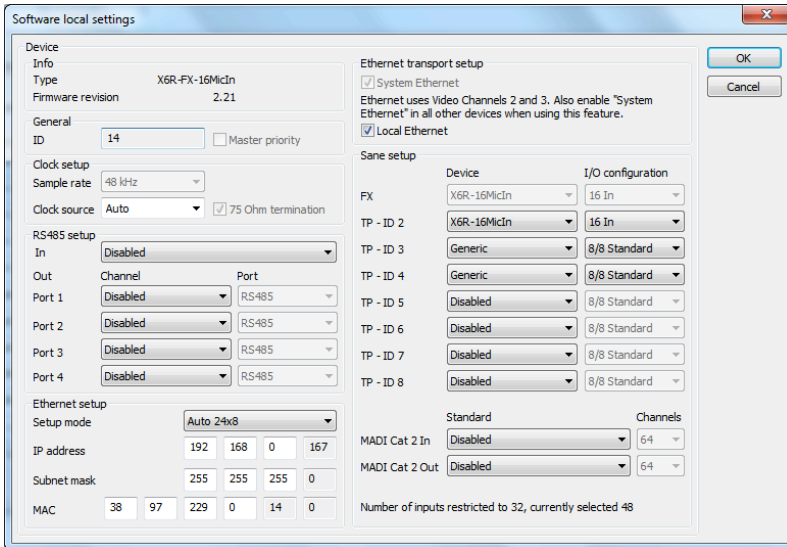 Software local settings
Device
Info
Type X6R-FX-16MicIn
Firmware revision 2.21
General
ID 14 Master priority
Clock setup
Sample rate 48 kHz
Clock source Auto 75 Ohm termination
RS485 setup
In Disabled
Out Channel Port
Port 1 Disabled RS485
Port 2 Disabled RS485
Port 3 Disabled RS485
Port 4 Disabled RS485
Ethernet setup
Setup mode Auto 24x8
IP address 192 168 0 167
Subnet mask 255 255 255 0
MAC 38 97 229 0 14 0
Ethernet transport setup
System Ethernet
Ethernet uses Video Channels 2 and 3. Also enable "System
Ethernet" in all other devices when using this feature.
Local Ethernet
Sane setup
Device I/O configuration
FX X6R-16MicIn 16 In
TP - ID 2 X6R-16MicIn 16 In
TP - ID 3 Generic 8/8 Standard
TP - ID 4 Generic 8/8 Standard
TP - ID 5 Disabled 8/8 Standard
TP - ID 6 Disabled 8/8 Standard
TP - ID 7 Disabled 8/8 Standard
TP - ID 8 Disabled 8/8 Standard
Standard Channels
MADI Cat 2 In Disabled 64
MADI Cat 2 Out Disabled 64
Number of inputs restricted to 32, currently selected 48
OK
Cancel